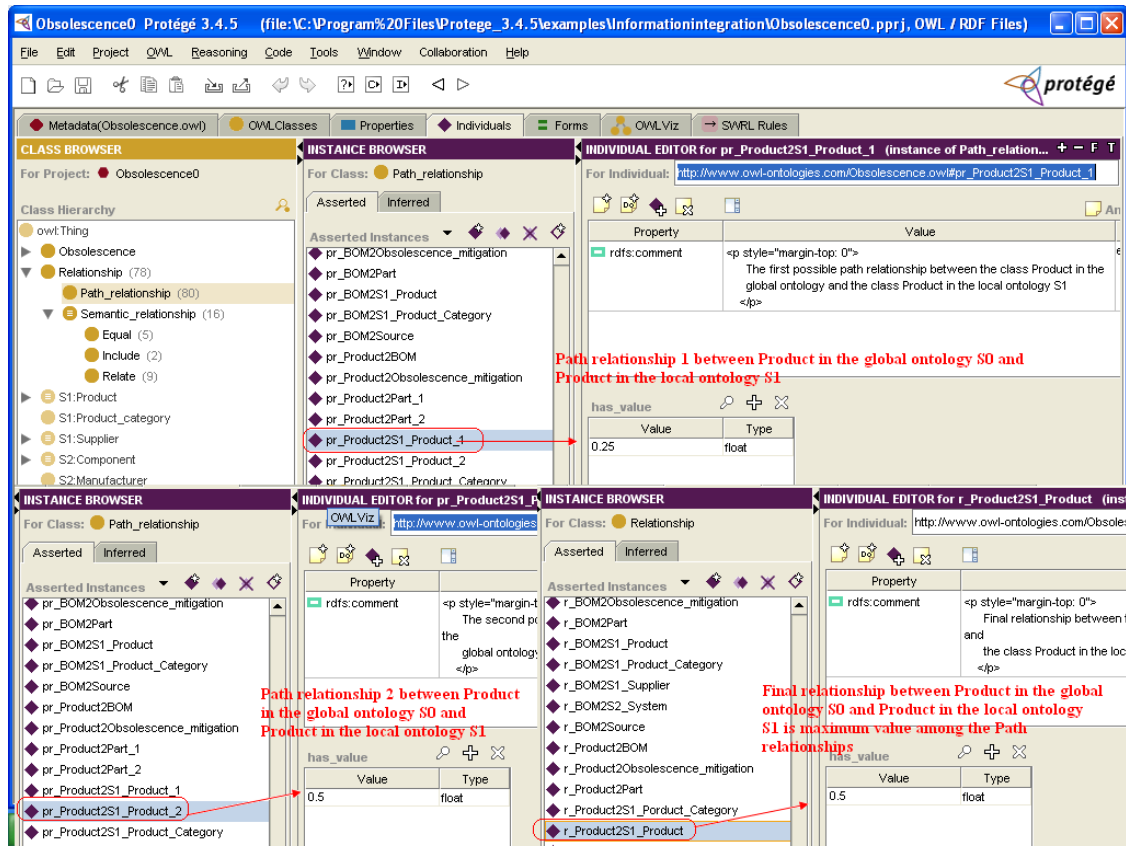 Obsolescence0 Protégé 3.4.5 (file:\C:\Program%20Files\Protege_3.4.5\examples\Informationintegration\Obsolescence0.pprj, OWL / RDF Files)
File Edit Project OWL Reasoning Code Tools Window Collaboration Help
protégé
Metadata(Obsolescence.owl) OWLClasses Properties Individuals Forms OWLViz SWRL Rules
CLASS BROWSER
For Project: Obsolescence0
Class Hierarchy
owl:Thing
Obsolescence
Relationship (78)
Path_relationship (80)
Semantic_relationship (16)
Equal (5)
Include (2)
Relate (9)
S1:Product
S1:Product_category
S1:Supplier
S2:Component
S2:Manufacturer
INSTANCE BROWSER
For Class: Path_relationship
Asserted Inferred
Asserted Instances
pr_BOM2Obsolescence_mitigation
pr_BOM2Part
pr_BOM2S1_Product
pr_BOM2S1_Product_Category
pr_BOM2Source
pr_Product2BOM
pr_Product2Obsolescence_mitigation
pr_Product2Part_1
pr_Product2Part_2
pr_Product2S1_Product_1
pr_Product2S1_Product_2
pr_Product2S1_Product_Category
INDIVIDUAL EDITOR for pr_Product2S1_Product_1 (instance of Path_relation... + − F T
For Individual: http://www.owl-ontologies.com/Obsolescence.owl#pr_Product2S1_Product_1
An
Property Value
rdfs:comment <p style="margin-top: 0">
The first possible path relationship between the class Product in the
global ontology and the class Product in the local ontology S1
</p>
Path relationship 1 between Product in the global ontology S0 and
Product in the local ontology S1
has_value
Value Type
0.25 float
INSTANCE BROWSER
For Class: Path_relationship
Asserted Inferred
Asserted Instances
pr_BOM2Obsolescence_mitigation
pr_BOM2Part
pr_BOM2S1_Product
pr_BOM2S1_Product_Category
pr_BOM2Source
pr_Product2BOM
pr_Product2Obsolescence_mitigation
pr_Product2Part_1
pr_Product2Part_2
pr_Product2S1_Product_1
pr_Product2S1_Product_2
pr_Product2S1_Product_Category
INDIVIDUAL EDITOR for pr_Product2S1_P
For OWLViz http://www.owl-ontologies
Property
rdfs:comment <p style="margin-t
The second po
the
global ontology
</p>
Path relationship 2 between Product
in the global ontology S0 and
Product in the local ontology S1
has_value
Value Type
0.5 float
INSTANCE BROWSER
For Class: Relationship
Asserted Inferred
Asserted Instances
r_BOM2Obsolescence_mitigation
r_BOM2Part
r_BOM2S1_Product
r_BOM2S1_Product_Category
r_BOM2S1_Supplier
r_BOM2S2_System
r_BOM2Source
r_Product2BOM
r_Product2Obsolescence_mitigation
r_Product2Part
r_Product2S1_Porduct_Category
r_Product2S1_Product
INDIVIDUAL EDITOR for r_Product2S1_Product (ins
For Individual: http://www.owl-ontologies.com/Obsoles
Property
rdfs:comment <p style="margin-top: 0">
Final relationship between
and
the class Product in the loc
</p>
Final relationship between Product in the global
ontology S0 and Product in the local ontology
S1 is maximum value among the Path
relationships
has_value
Value Type
0.5 float